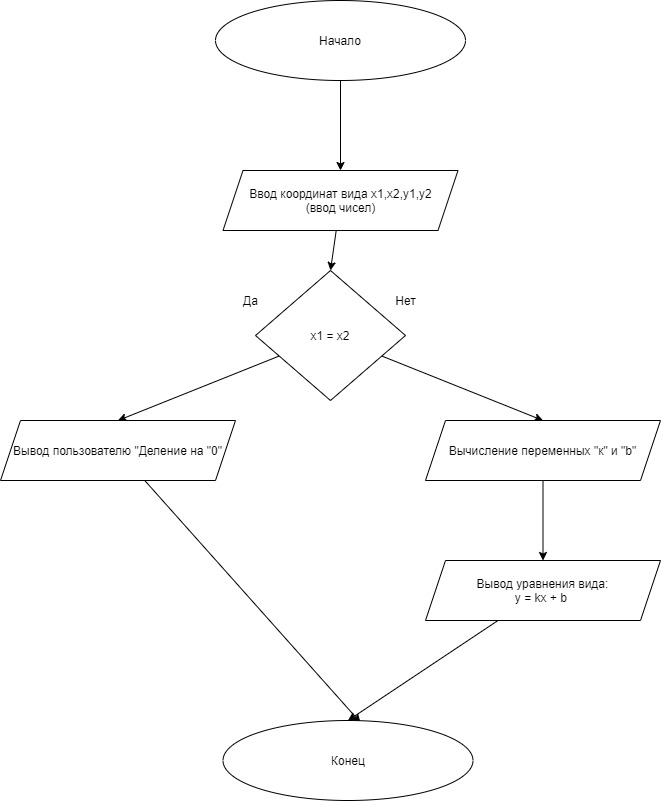 Начало
Ввод координат вида x1,x2,y1,y2
(ввод чисел)
Да
Нет
x1 = x2
Вывод пользователю "Деление на "0"
Вычисление переменных "к" и "b"
Вывод уравнения вида:
y = kx + b
Конец